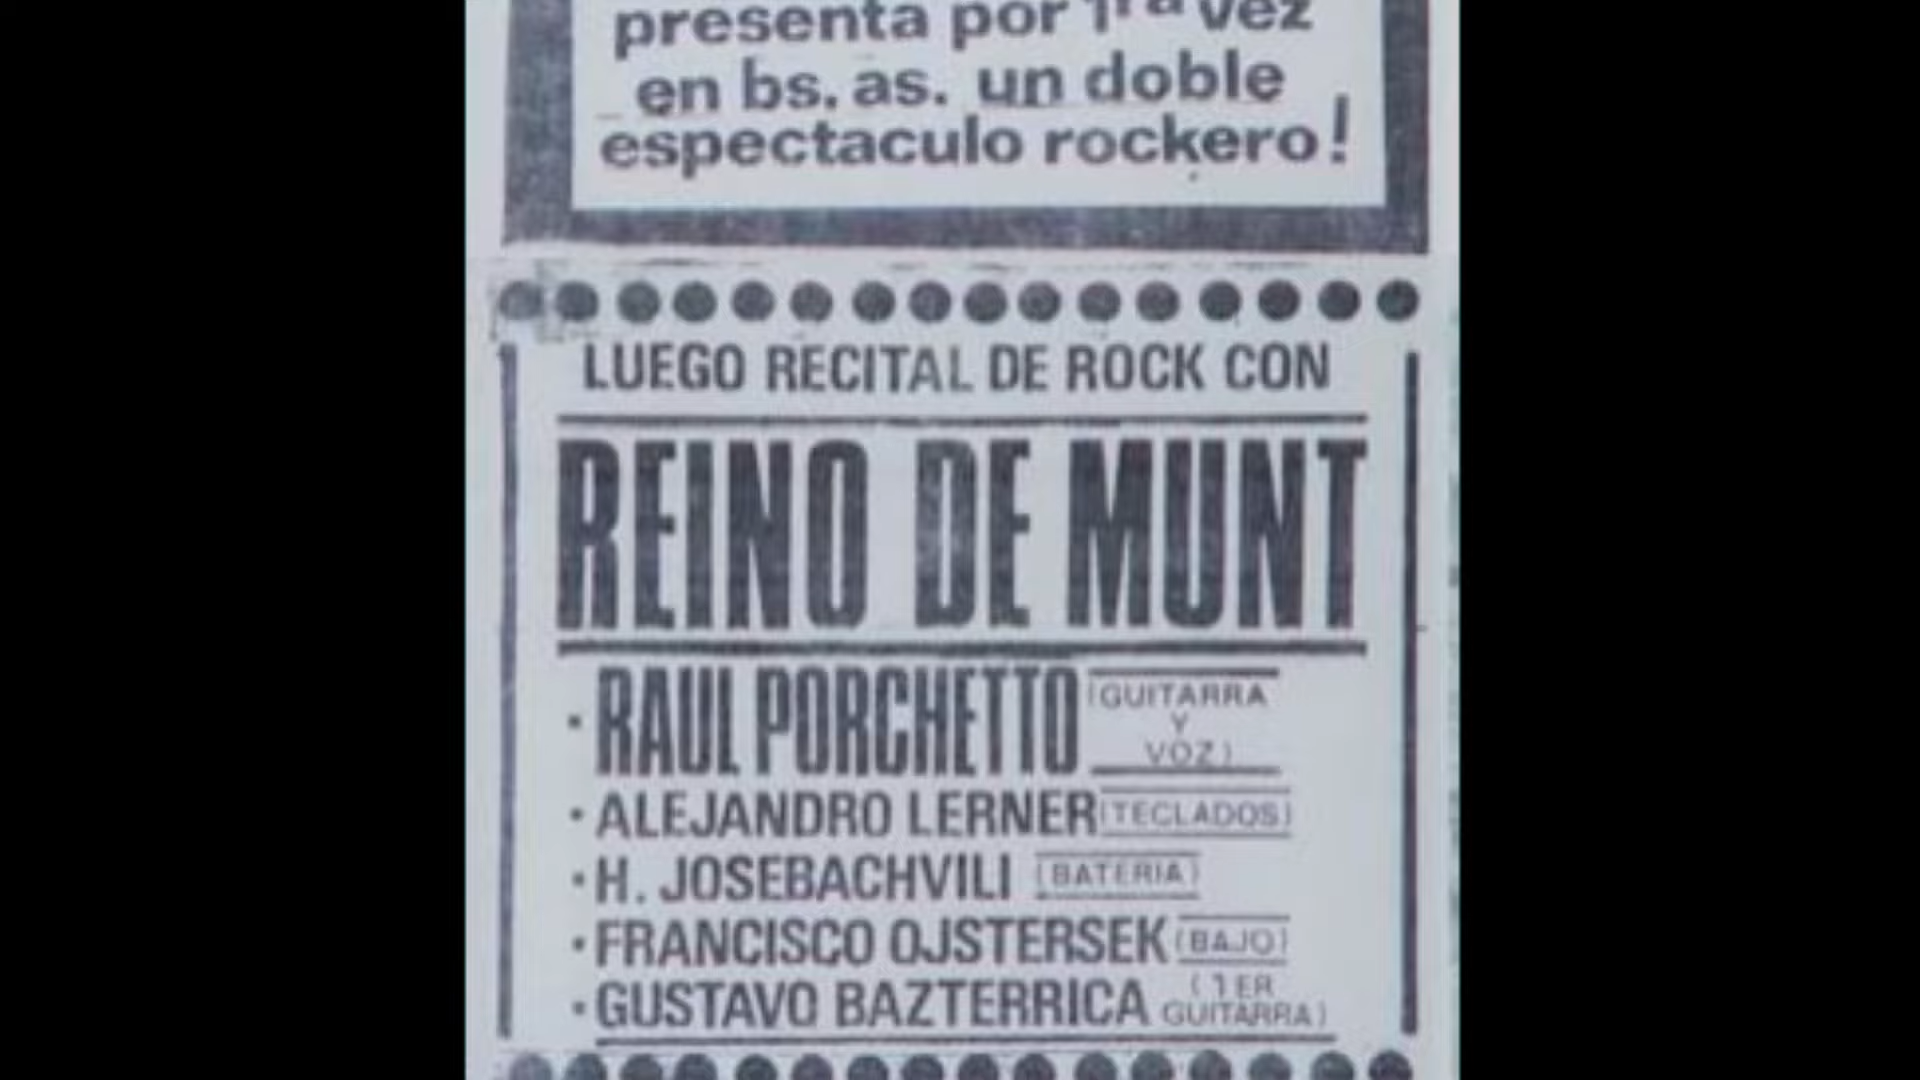 presenta por 1ra vez
en bs. as. un doble
espectaculo rockero!
LUEGO RECITAL DE ROCK CON
REINO DE MUNT
· RAUL PORCHETTO (GUITARRA
Y
VOZ)
· ALEJANDRO LERNER (TECLADOS)
· H. JOSEBACHVILI (BATERIA)
· FRANCISCO OJSTERSEK (BAJO)
· GUSTAVO BAZTERRICA (1ER
GUITARRA)